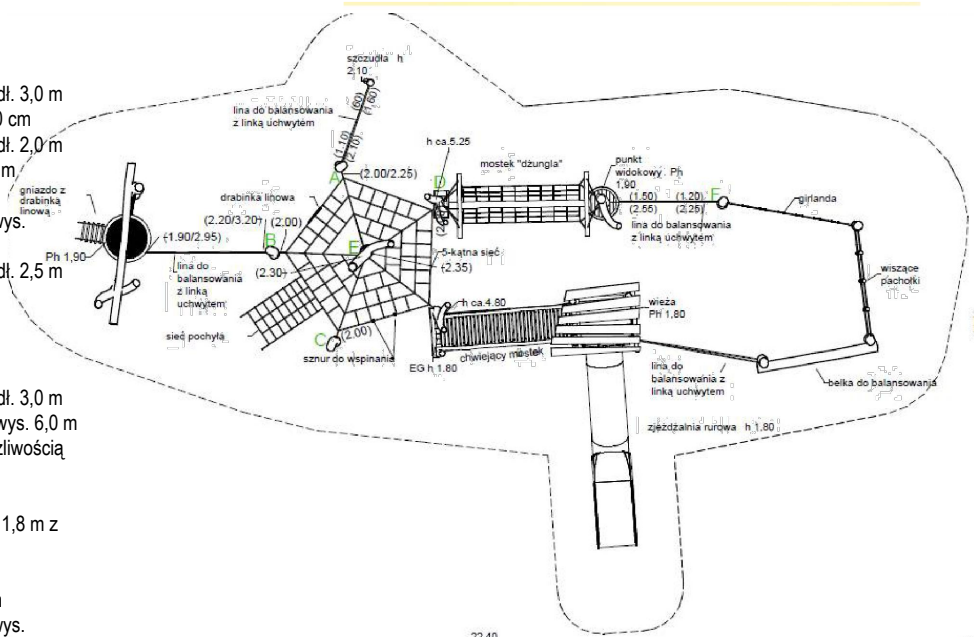 dł. 3,0 m
0 cm
dł. 2,0 m
m
wys.
dł. 2,5 m
dł. 3,0 m
wys. 6,0 m
żliwością
1,8 m z
wys.
szczudła h
2.10
(.60)
(1.60)
lina do balansowania
z linką uchwytem
(1.10)
(2.10)
h ca.5.25
A
(2.00/2.25)
D
mostek "dżungla"
punkt
widokowy Ph
1.90
(1.50) (1.20) F
(2.55) (2.25)
lina do balansowania
z linką uchwytem
girlanda
gniazdo z
drabinką
linową
drabinka linowa
(2.20/3.20) (2.00)
B
(1.90/2.95)
Ph 1,90
E
(2.30)
5-kątna sieć
(2.35)
lina do
balansowania
z linką
uchwytem
wiszące
pachołki
sieć pochyła
C
(2.00)
sznur do wspinania
h ca.4.80
EG h 1.80
chwiejący mostek
wieża
Ph 1,80
lina do
balansowania z
linką uchwytem
belka do balansowania
zjeżdżalnia rurowa h 1,80